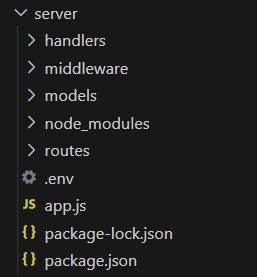 server
handlers
middleware
models
node_modules
routes
.env
JS app.js
{} package-lock.json
{} package.json